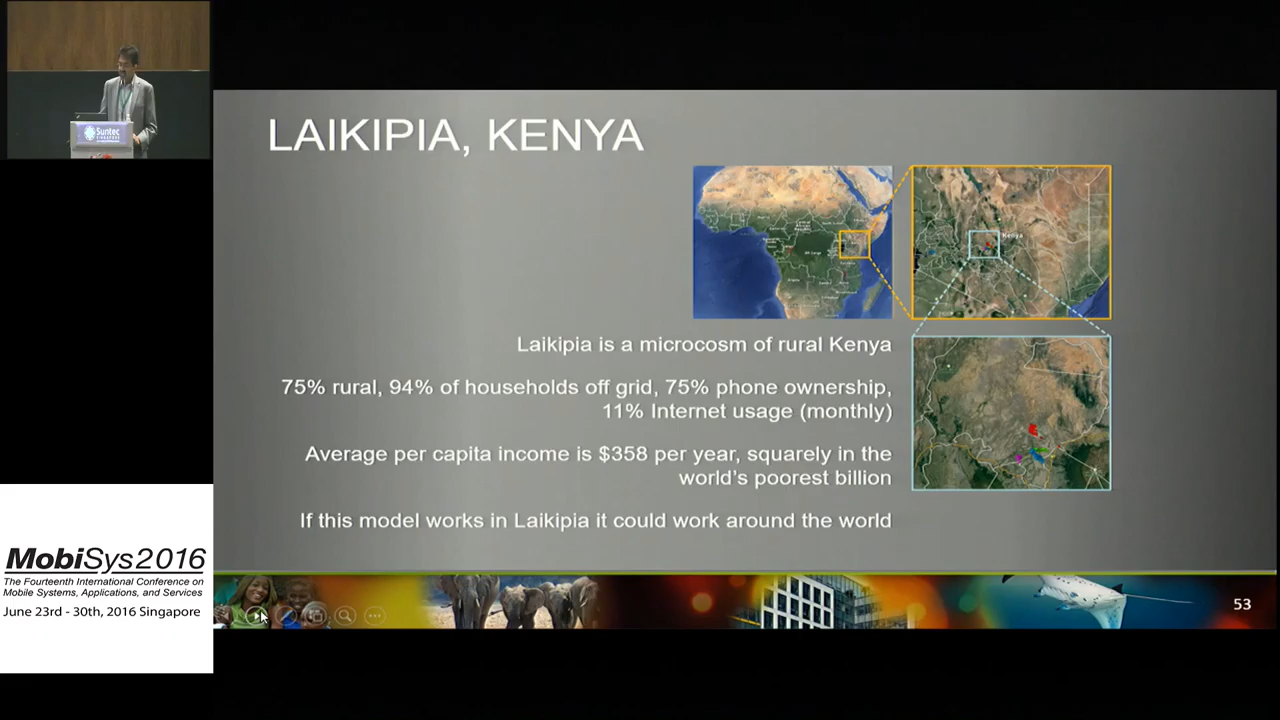 Suntec
SINGAPORE
LAIKIPIA, KENYA
Kenya
Laikipia is a microcosm of rural Kenya
75% rural, 94% of households off grid, 75% phone ownership,
11% Internet usage (monthly)
Average per capita income is $358 per year, squarely in the
world's poorest billion
If this model works in Laikipia it could work around the world
53
MobiSys2016
The Fourteenth International Conference on
Mobile Systems, Applications, and Services
June 23rd - 30th, 2016 Singapore